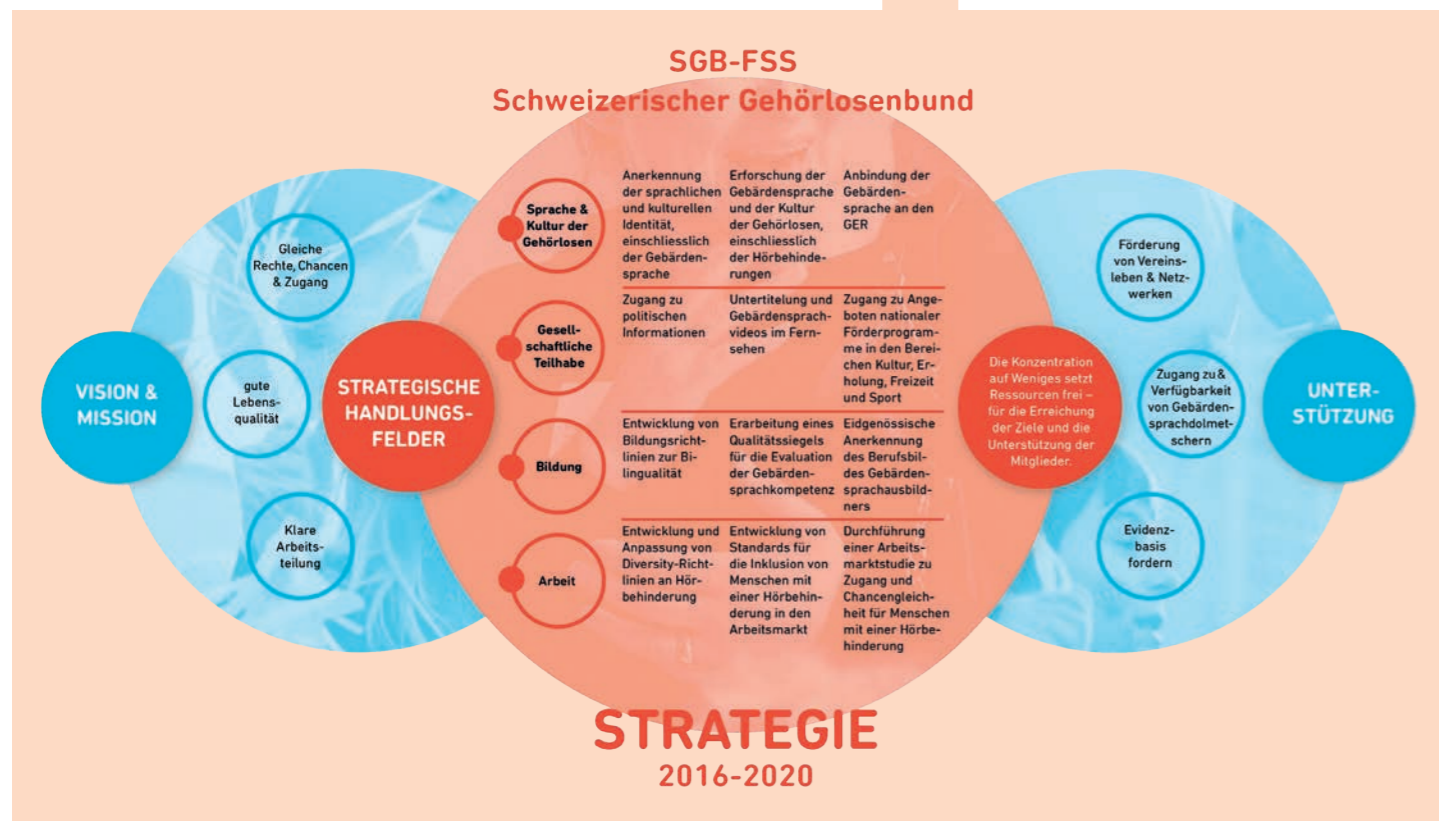 SGB-FSS
Schweizerischer Gehörlosenbund
VISION &
MISSION
Gleiche
Rechte, Chancen
& Zugang
gute
Lebens-
qualität
Klare
Arbeits-
teilung
STRATEGISCHE
HANDLUNGS-
FELDER
Sprache &
Kultur der
Gehörlosen
Anerkennung
der sprachlichen
und kulturellen
Identität,
einschliesslich
der Gebärden-
sprache
Erforschung der
Gebärdensprache
und der Kultur
der Gehörlosen,
einschliesslich
der Hörbehinde-
rungen
Anbindung der
Gebärden-
sprache an den
GER
Gesell-
schaftliche
Teilhabe
Zugang zu
politischen
Informationen
Untertitelung und
Gebärdensprach-
videos im Fern-
sehen
Zugang zu Ange-
boten nationaler
Förderprogram-
me in den Berei-
chen Kultur, Er-
holung, Freizeit
und Sport
Bildung
Entwicklung von
Bildungsricht-
linien zur Bi-
lingualität
Erarbeitung eines
Qualitätssiegels
für die Evaluation
der Gebärden-
sprachkompetenz
Eidgenössische
Anerkennung
des Berufsbil-
des Gebärden-
sprachausbild-
ners
Arbeit
Entwicklung und
Anpassung von
Diversity-Richt-
linien an Hör-
behinderung
Entwicklung von
Standards für
die Inklusion von
Menschen mit
einer Hörbehin-
derung in den
Arbeitsmarkt
Durchführung
einer Arbeits-
marktstudie zu
Zugang und
Chancengleich-
heit für Menschen
mit einer Hörbe-
hinderung
Die Konzentration
auf Weniges setzt
Ressourcen frei –
für die Erreichung
der Ziele und die
Unterstützung der
Mitglieder.
Förderung
von Vereins-
leben & Netz-
werken
Zugang zu &
Verfügbarkeit
von Gebärden-
sprachdolmet-
schern
Evidenz-
basis
fordern
UNTER-
STÜTZUNG
STRATEGIE
2016-2020